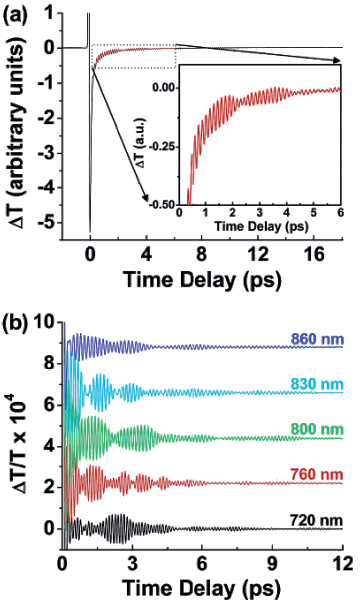 (a)
1
0
-1
-2
-3
-4
-5
ΔT (arbitrary units)
0.00
-0.25
-0.50
ΔT (a.u.)
0 1 2 3 4 5 6
Time Delay (ps)
0 4 8 12 16
Time Delay (ps)
(b)
10
8
6
4
2
0
ΔT/T x 10⁴
860 nm
830 nm
800 nm
760 nm
720 nm
0 3 6 9 12
Time Delay (ps)